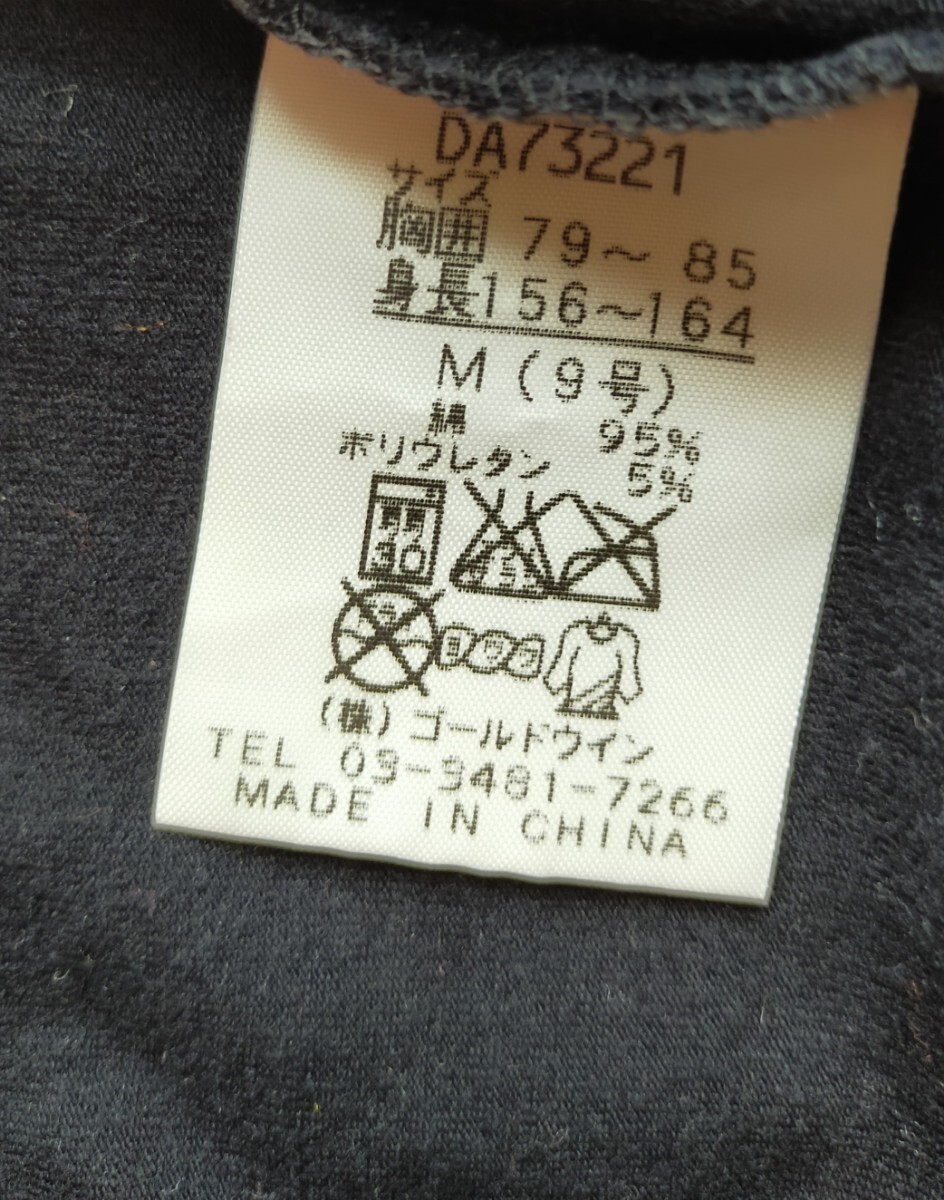 DA73221
サイズ
胸囲 79〜 85
身長156〜164
M(9号)
綿 95%
ポリウレタン 5%
30
(株)ゴールドウイン
TEL 03-3481-7266
MADE IN CHINA